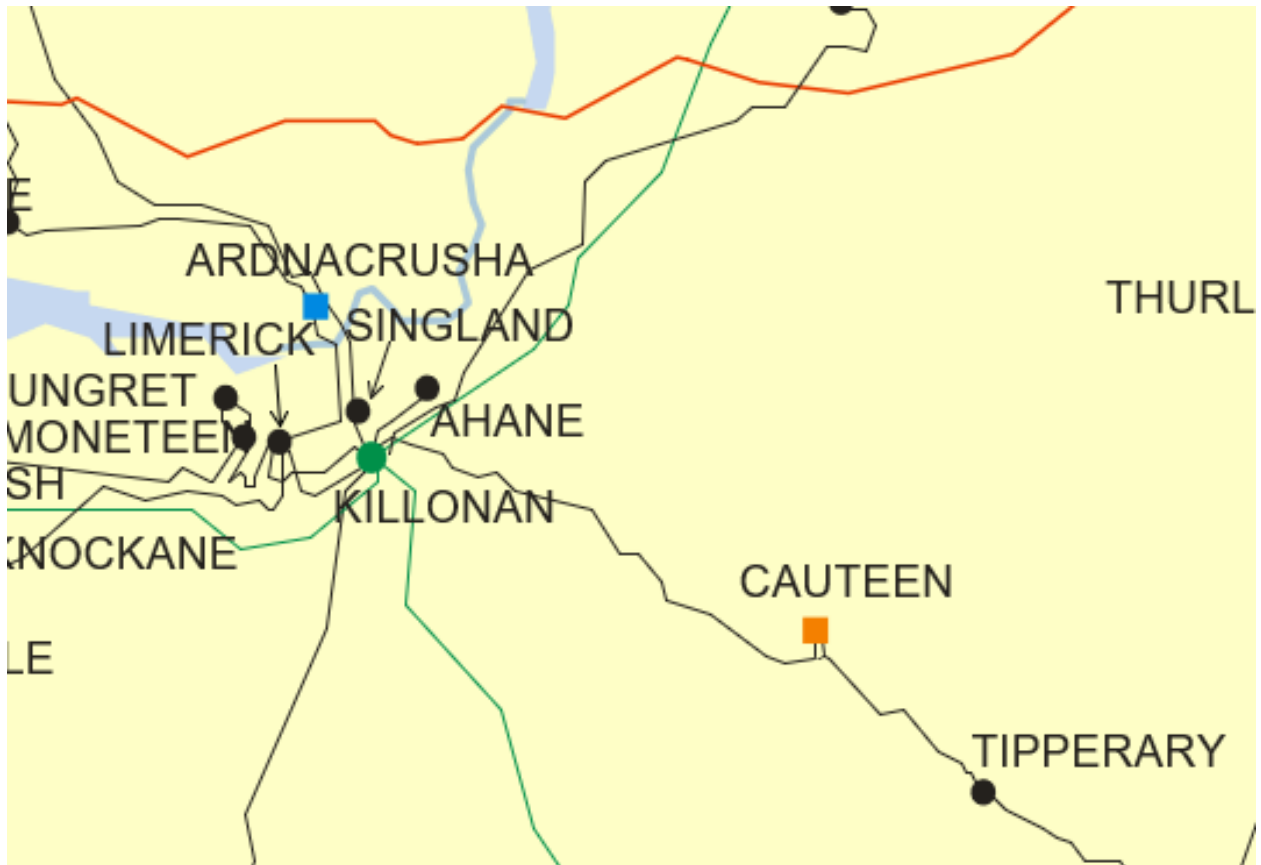 E
ARDNACRUSHA
THURL
SINGLAND
LIMERICK
UNGRET
AHANE
MONETEEN
SH
KILLONAN
KNOCKANE
CAUTEEN
LE
TIPPERARY